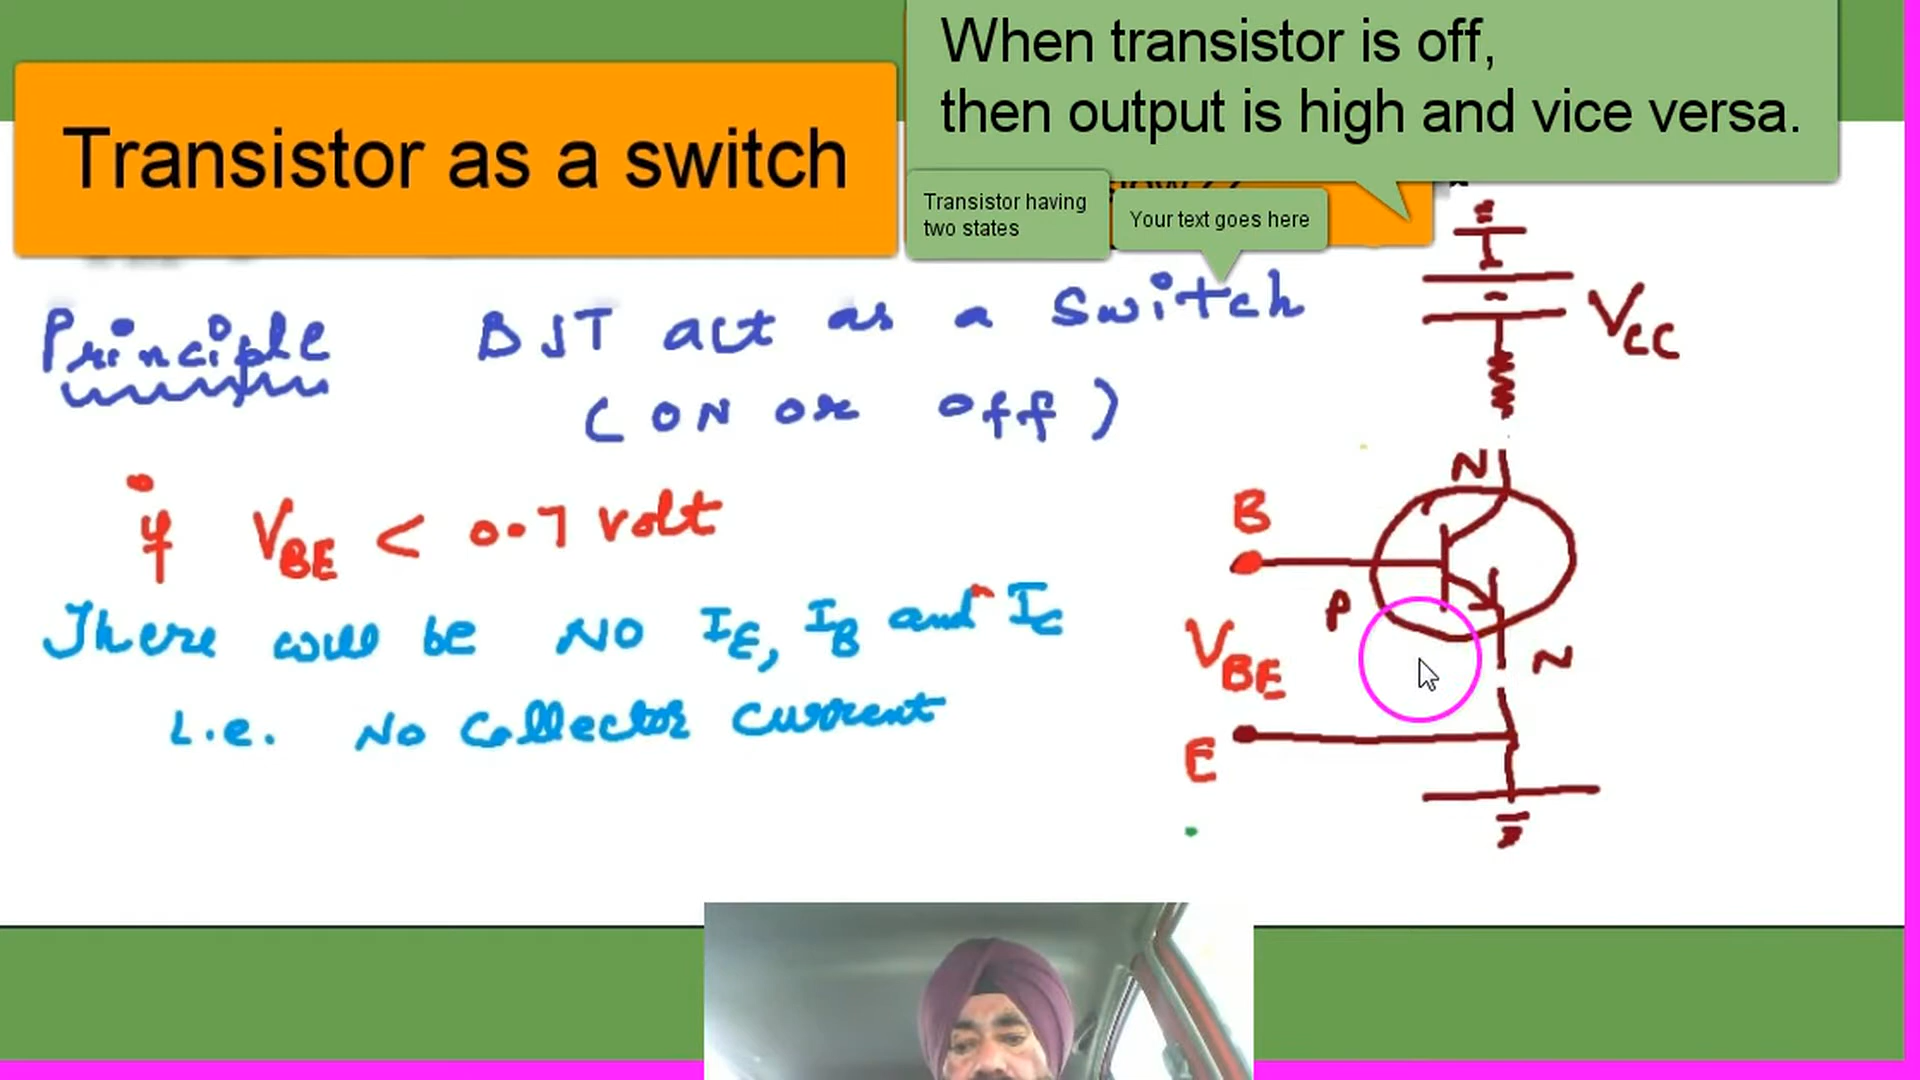 When transistor is off,
then output is high and vice versa.
Transistor as a switch
Transistor having
two states
Your text goes here
Principle BJT act as a switch
(ON or off)
VCC
N
B
if VBE < 0.7 volt
P
There will be NO IE, IB and IC
VBE
N
i.e. No collector current
E